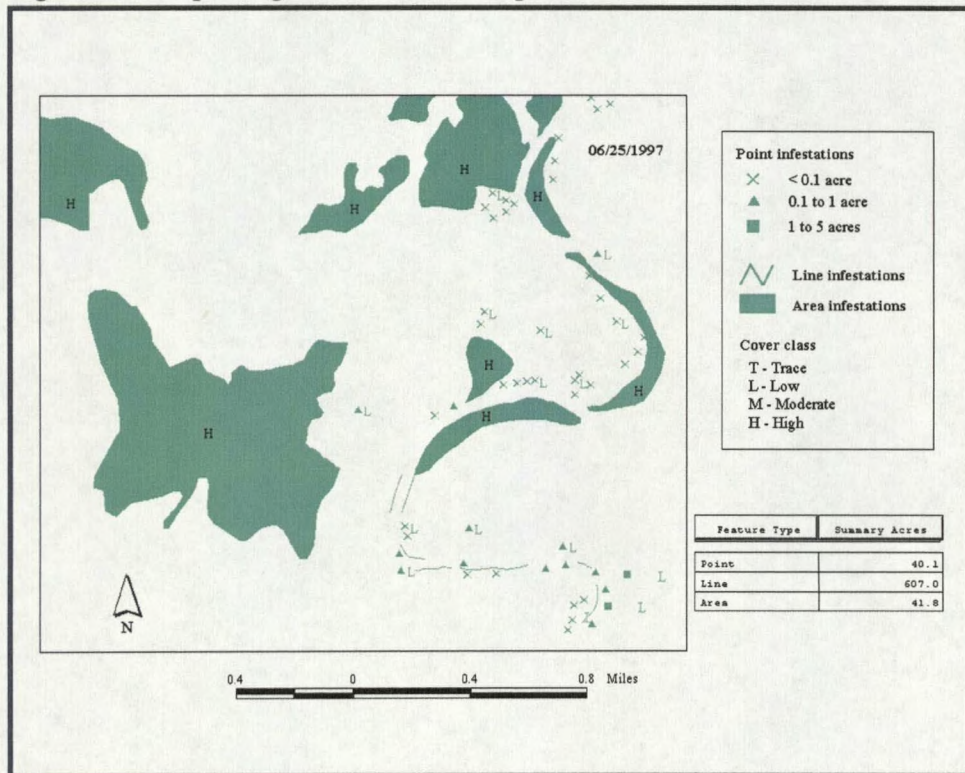 06/25/1997
H
H
H
H
L
L
L
L
L
H
L
L
H
H
L
H
L
L
L
L
L
L
L
N
0.4 0 0.4 0.8 Miles
Point infestations
< 0.1 acre
0.1 to 1 acre
1 to 5 acres
Line infestations
Area infestations
Cover class
T - Trace
L - Low
M - Moderate
H - High
Feature Type Summary Acres
Point 40.1
Line 607.0
Area 41.8